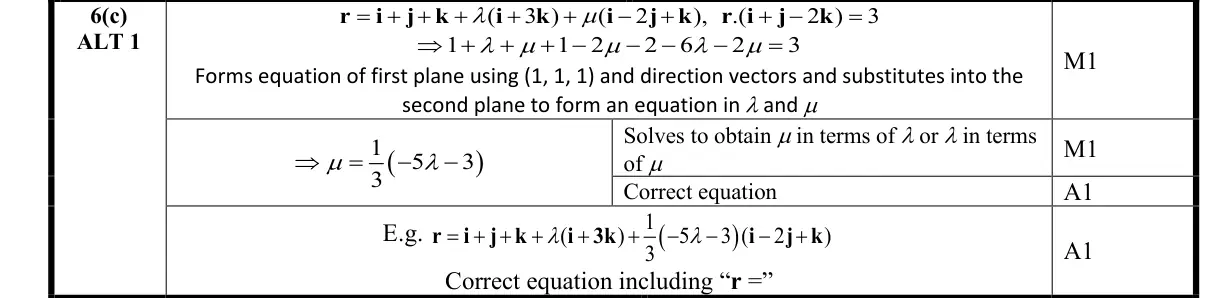 6(c)
ALT 1
r = i + j + k + λ(i + 3k) + μ(i − 2j + k), r.(i + j − 2k) = 3
⇒ 1 + λ + μ + 1 − 2μ − 2 − 6λ − 2μ = 3
Forms equation of first plane using (1, 1, 1) and direction vectors and substitutes into the
second plane to form an equation in λ and μ
M1
⇒ μ = 1/3 (−5λ − 3)
Solves to obtain μ in terms of λ or λ in terms
of μ
M1
Correct equation
A1
E.g. r = i + j + k + λ(i + 3k) + 1/3 (−5λ − 3)(i − 2j + k)
Correct equation including “r =”
A1